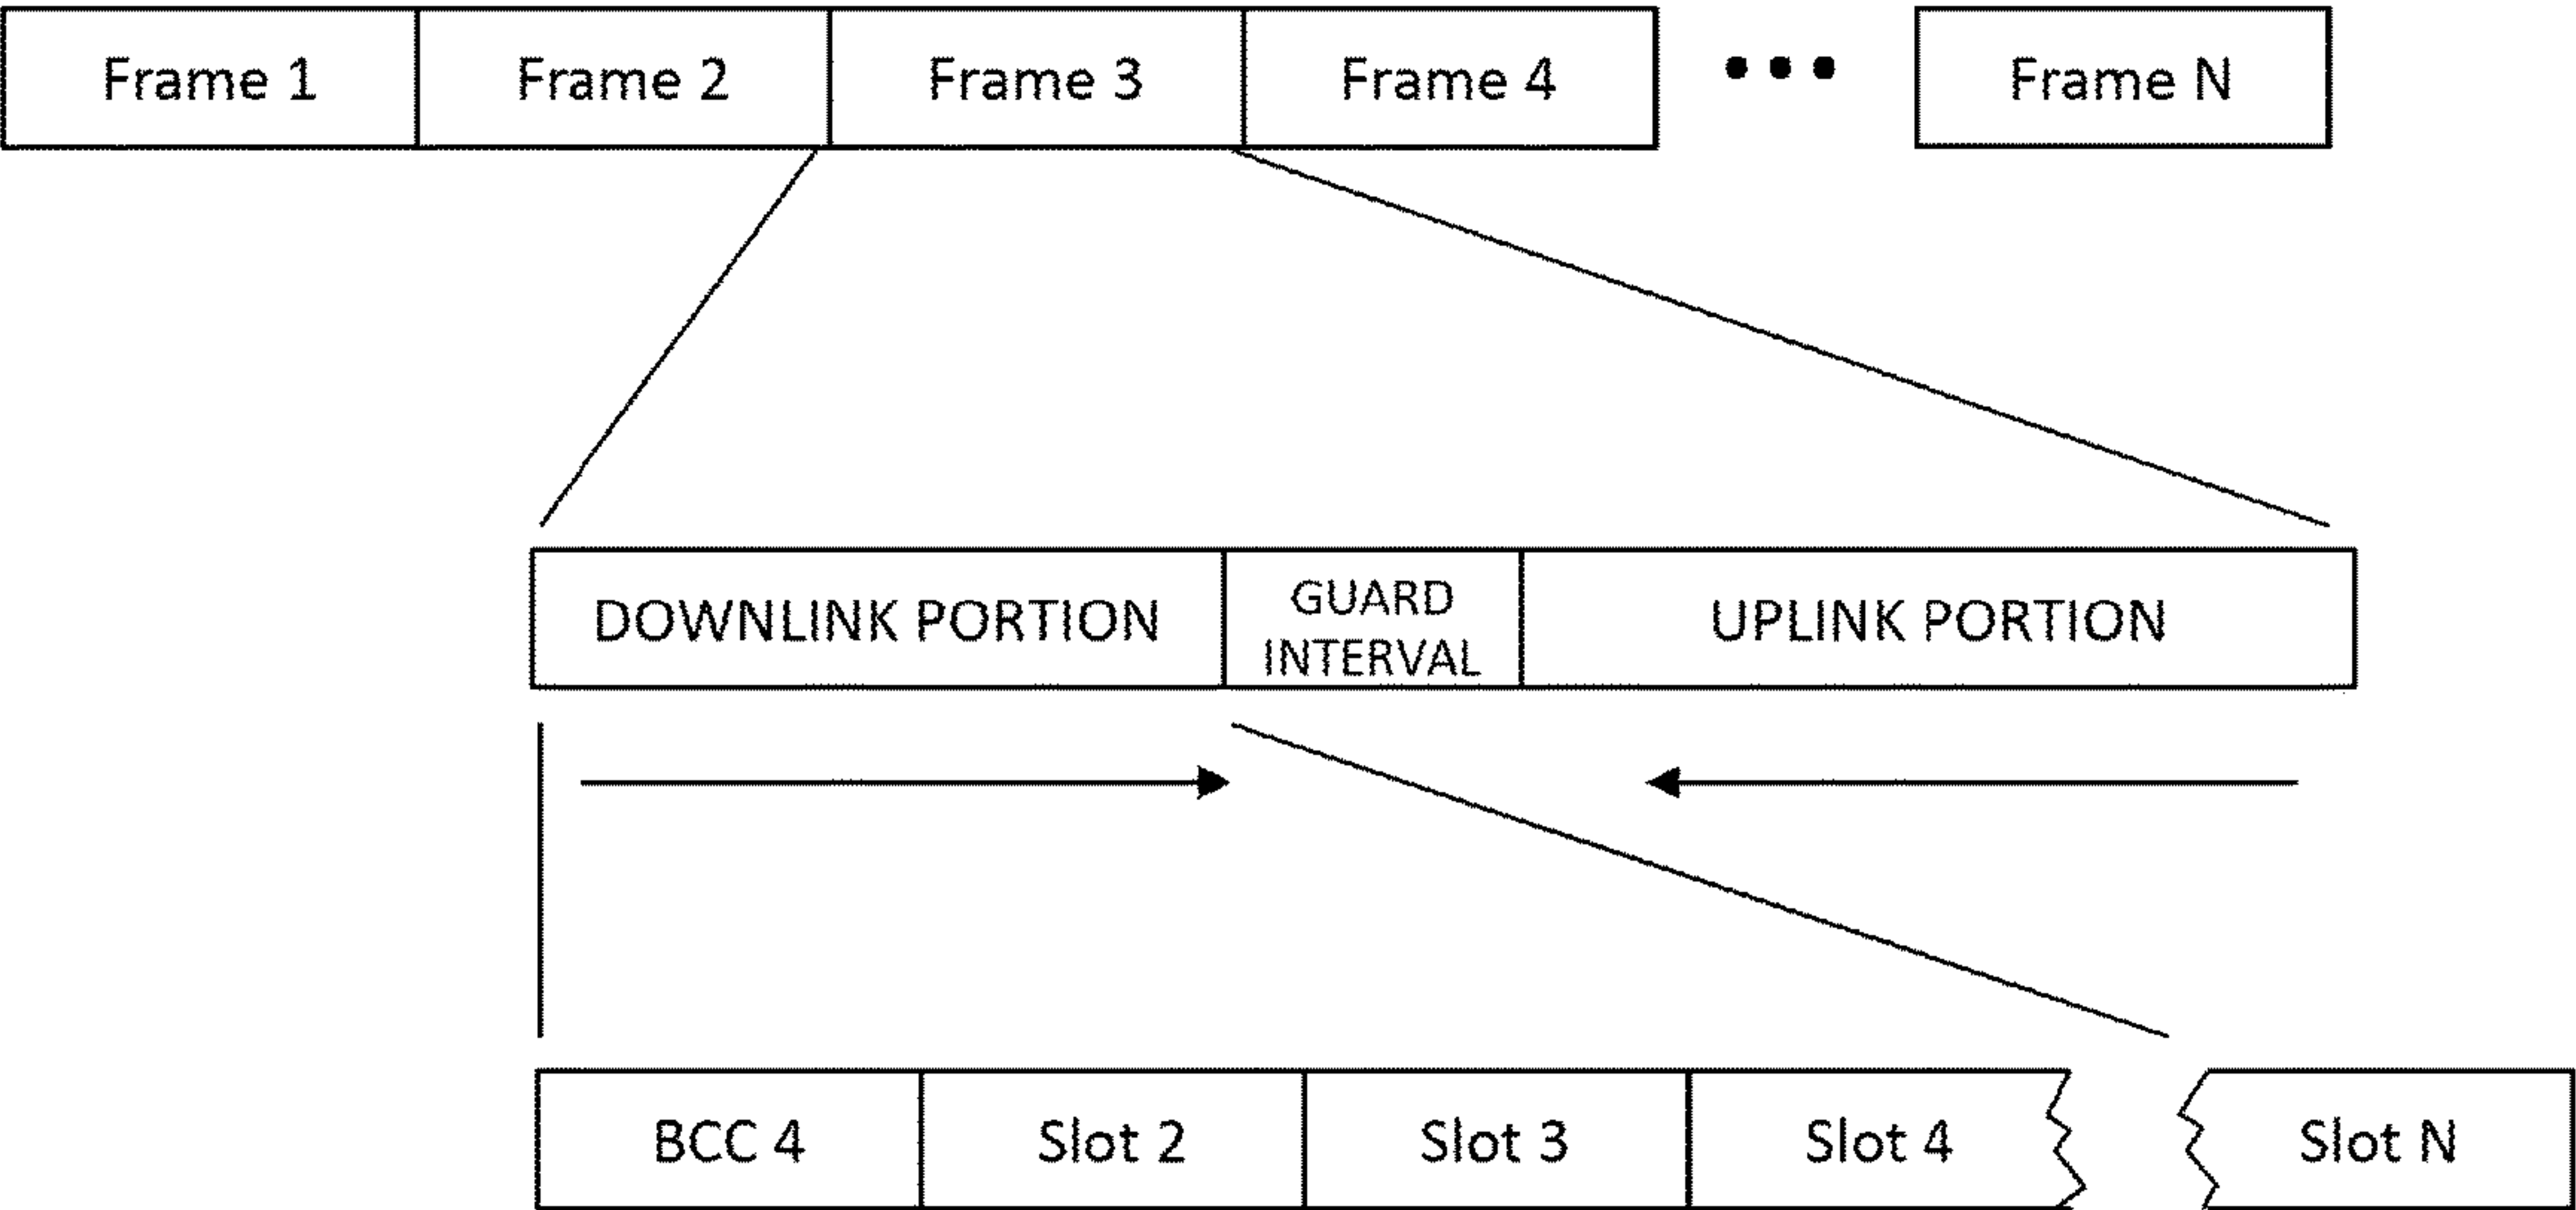 Frame 1 Frame 2 Frame 3 Frame 4 ••• Frame N
DOWNLINK PORTION GUARD INTERVAL UPLINK PORTION
BCC 4 Slot 2 Slot 3 Slot 4 Slot N